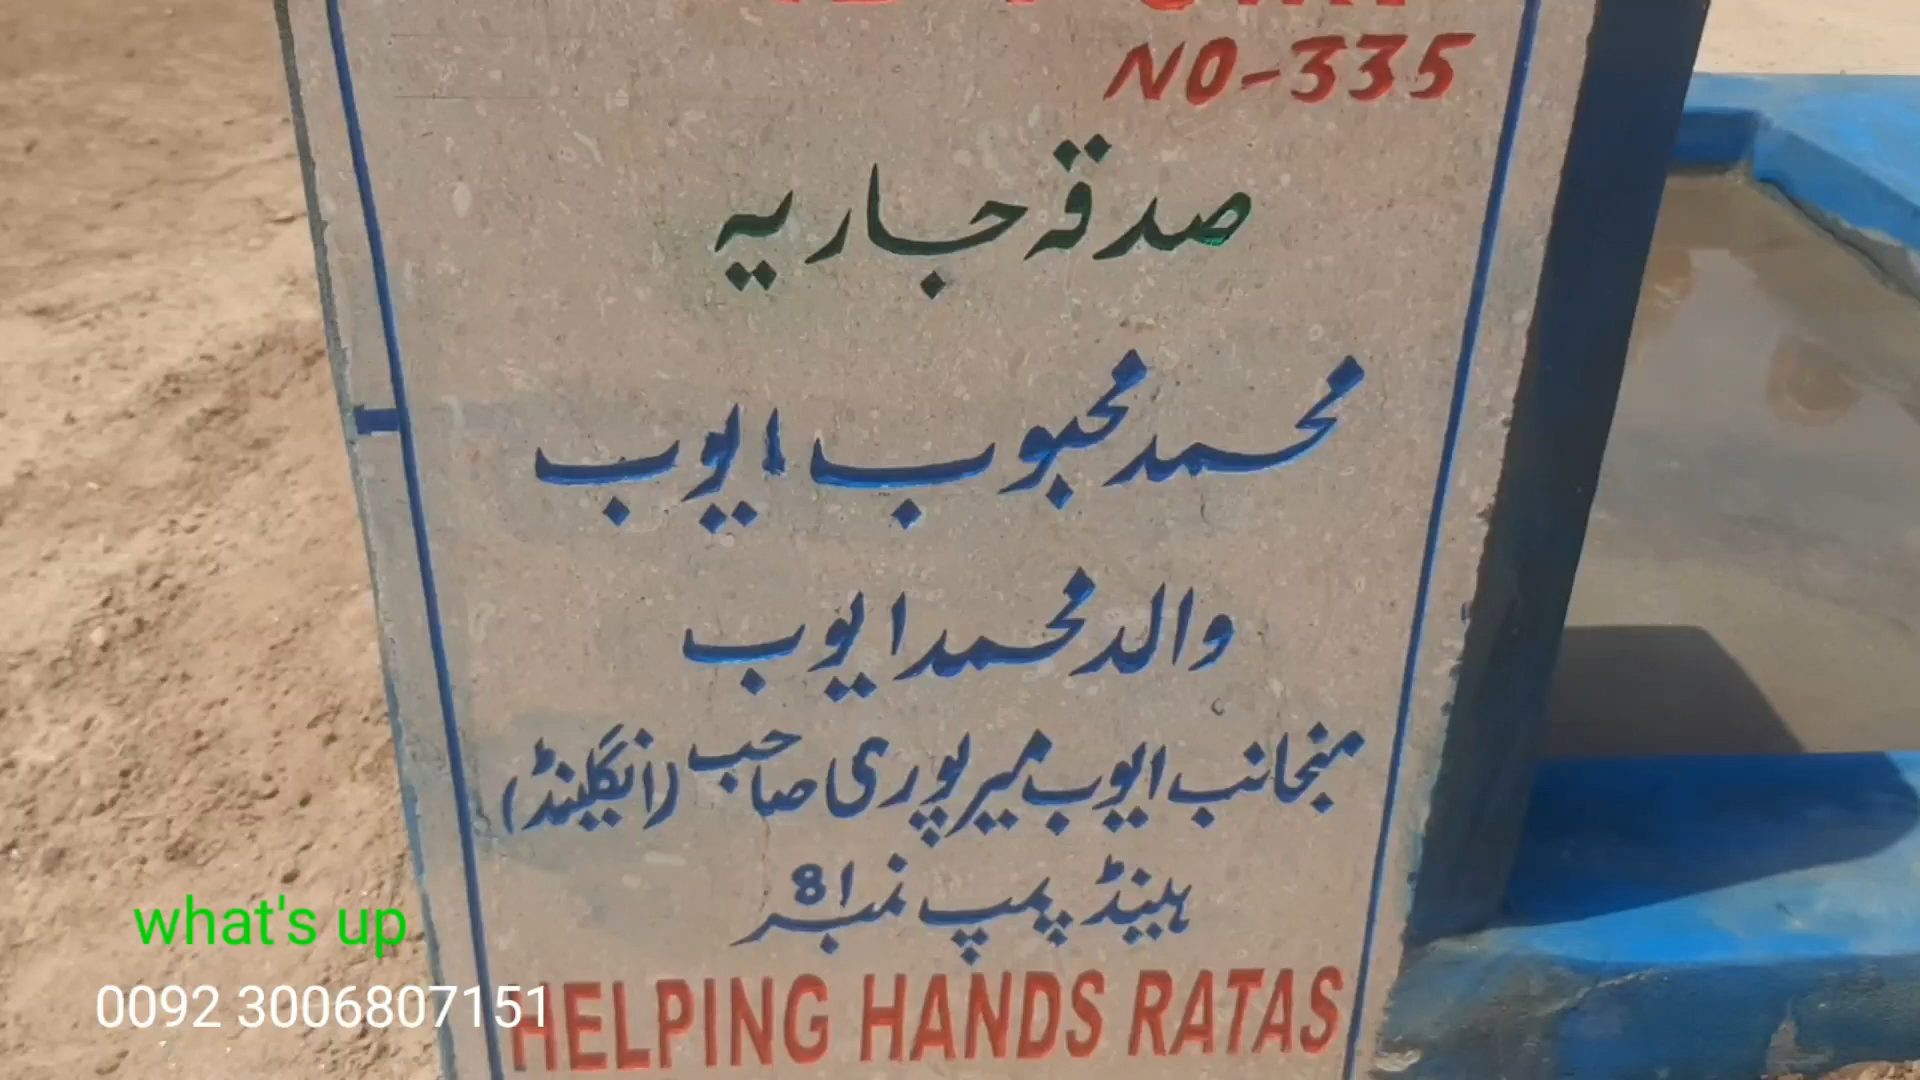 NO-335
صدقہ جاریہ
محمد محبوب ایوب
والد محمد ایوب
منجانب ایوب میرپوری صاحب (انگلینڈ)
ہینڈ پمپ نمبر 81
HELPING HANDS RATAS
what's up
0092 3006807151